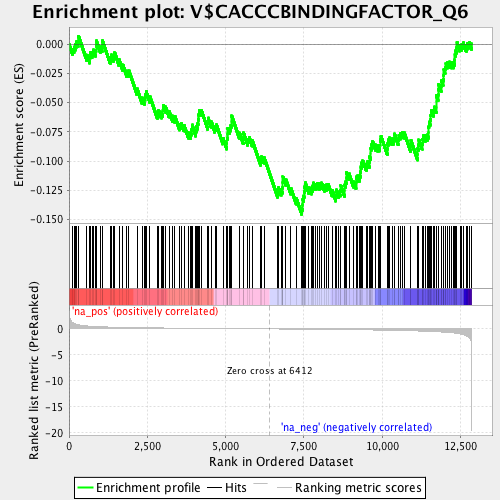 Enrichment plot: V$CACCCBINDINGFACTOR_Q6
Enrichment score (ES)
0.000
-0.025
-0.050
-0.075
-0.100
-0.125
-0.150
'na_pos' (positively correlated)
Ranked list metric (PreRanked)
0
-5
-10
-15
-20
Zero cross at 6412
'na_neg' (negatively correlated)
0
2,500
5,000
7,500
10,000
12,500
Rank in Ordered Dataset
Enrichment profile
Hits
Ranking metric scores